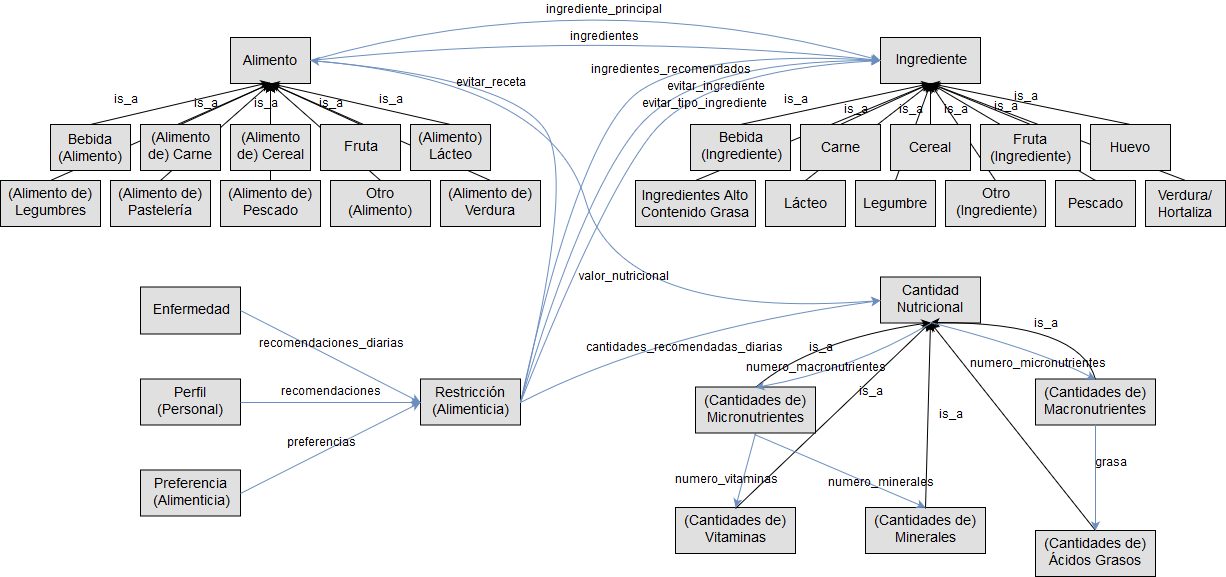 ingrediente_principal
ingredientes
Alimento
Ingrediente
evitar_receta
ingredientes_recomendados
evitar_ingrediente
evitar_tipo_ingrediente
is_a
is_a
is_a
is_a
is_a
is_a
is_a
is_a
is_a
is_a
is_a
Bebida
(Alimento)
(Alimento
de) Carne
(Alimento
de) Cereal
Fruta
(Alimento)
Lácteo
Bebida
(Ingrediente)
Carne
Cereal
Fruta
(Ingrediente)
Huevo
(Alimento de)
Legumbres
(Alimento de)
Pastelería
(Alimento de)
Pescado
Otro
(Alimento)
(Alimento de)
Verdura
Ingredientes Alto
Contenido Grasa
Lácteo
Legumbre
Otro
(Ingrediente)
Pescado
Verdura/
Hortaliza
valor_nutricional
Cantidad
Nutricional
Enfermedad
recomendaciones_diarias
cantidades_recomendadas_diarias
is_a
is_a
numero_macronutrientes
numero_micronutrientes
Perfil
(Personal)
recomendaciones
Restricción
(Alimenticia)
(Cantidades de)
Micronutrientes
is_a
is_a
(Cantidades de)
Macronutrientes
preferencias
Preferencia
(Alimenticia)
numero_vitaminas
numero_minerales
grasa
(Cantidades de)
Vitaminas
(Cantidades de)
Minerales
(Cantidades de)
Ácidos Grasos